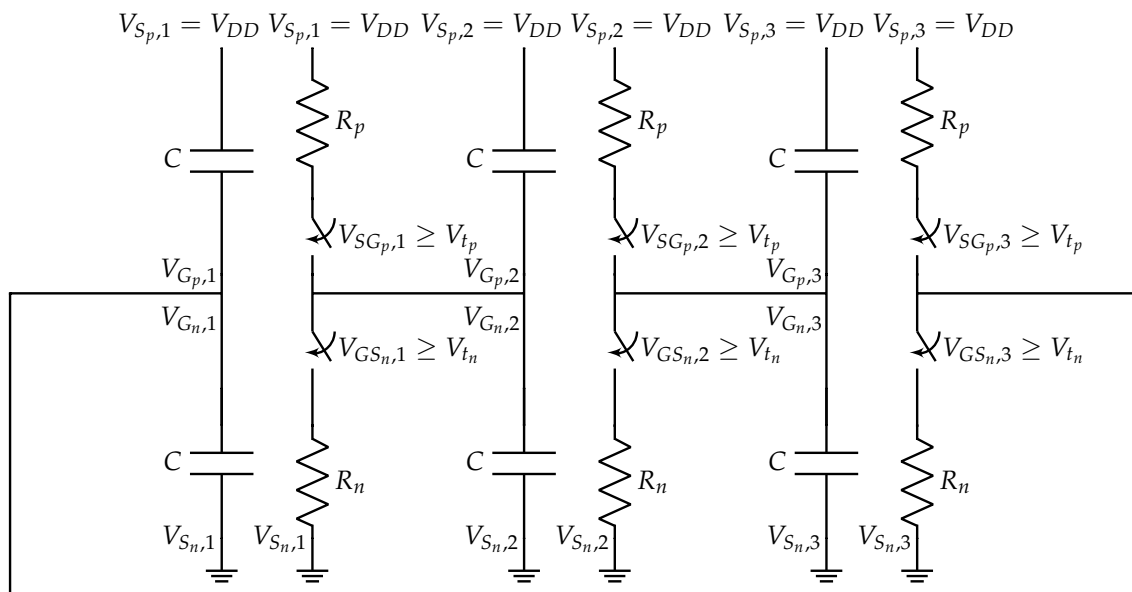 V_{S_p,1} = V_{DD} V_{S_p,1} = V_{DD} V_{S_p,2} = V_{DD} V_{S_p,2} = V_{DD} V_{S_p,3} = V_{DD} V_{S_p,3} = V_{DD}
R_p R_p R_p
C C C
V_{SG_p,1} ≥ V_{t_p} V_{SG_p,2} ≥ V_{t_p} V_{SG_p,3} ≥ V_{t_p}
V_{G_p,1} V_{G_p,2} V_{G_p,3}
V_{G_n,1} V_{G_n,2} V_{G_n,3}
V_{GS_n,1} ≥ V_{t_n} V_{GS_n,2} ≥ V_{t_n} V_{GS_n,3} ≥ V_{t_n}
C C C
R_n R_n R_n
V_{S_n,1} V_{S_n,1} V_{S_n,2} V_{S_n,2} V_{S_n,3} V_{S_n,3}